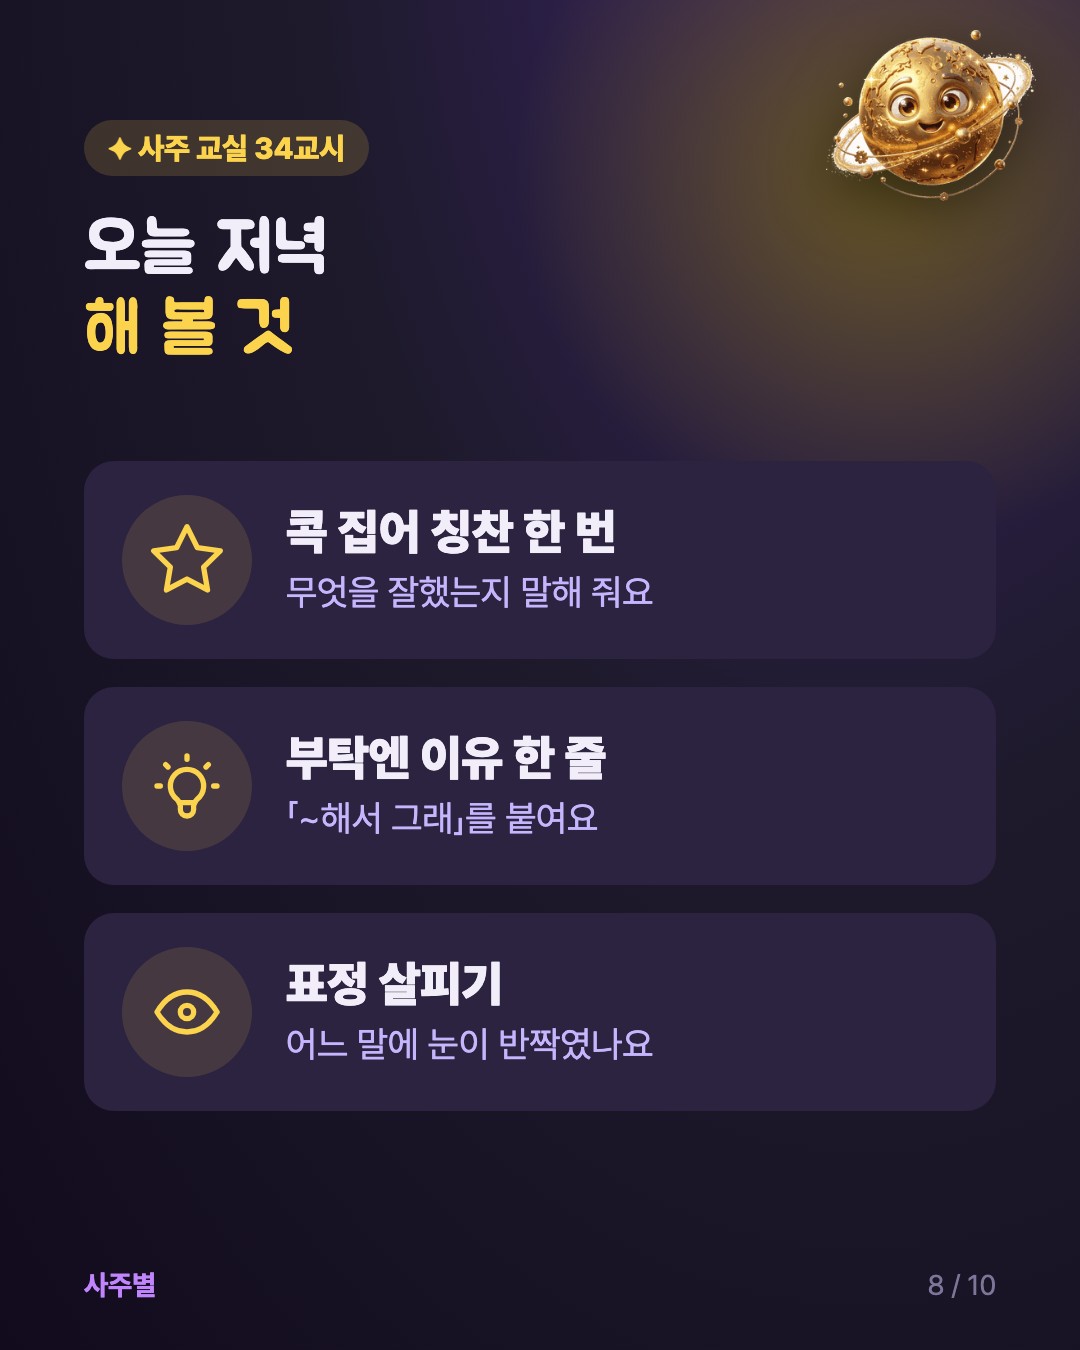 ✦ 사주 교실 34교시
오늘 저녁
해 볼 것
콕 집어 칭찬 한 번
무엇을 잘했는지 말해 줘요
부탁엔 이유 한 줄
「~해서 그래」를 붙여요
표정 살피기
어느 말에 눈이 반짝였나요
사주별
8 / 10